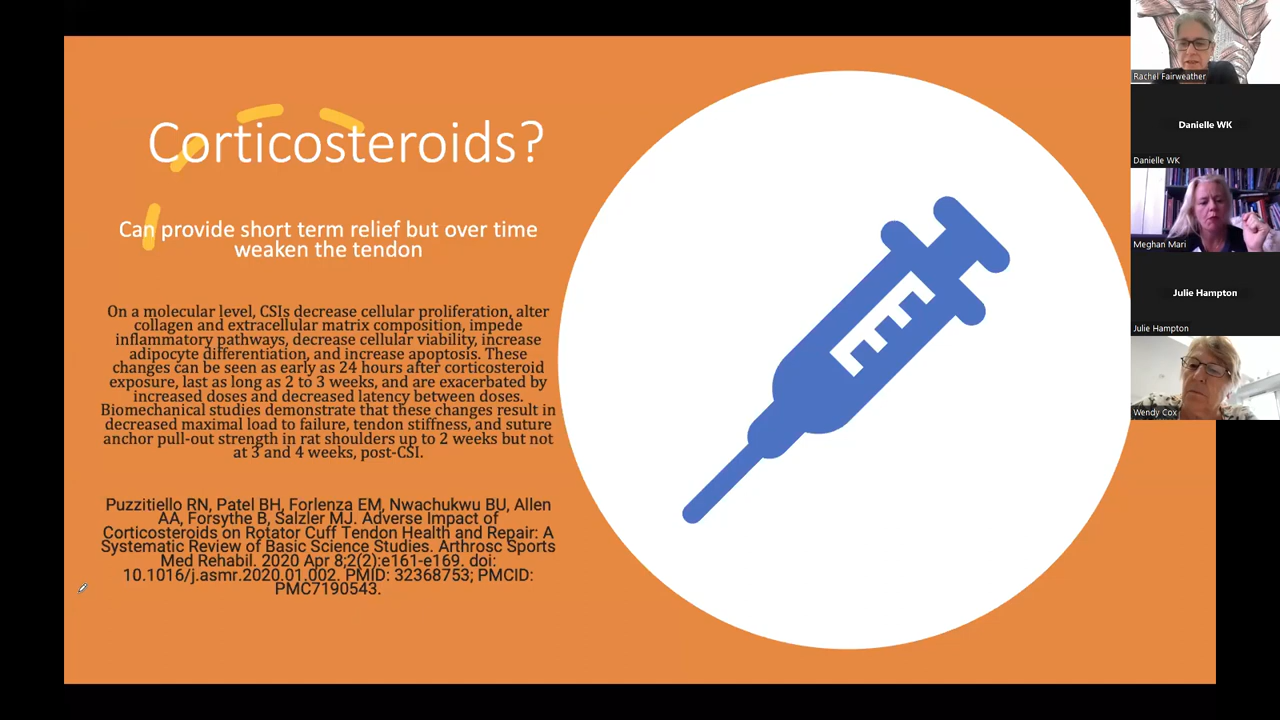 Corticosteroids?
Can provide short term relief but over time
weaken the tendon
On a molecular level, CSIs decrease cellular proliferation, alter
collagen and extracellular matrix composition, impede
inflammatory pathways, decrease cellular viability, increase
adipocyte differentiation, and increase apoptosis. These
changes can be seen as early as 24 hours after corticosteroid
exposure, last as long as 2 to 3 weeks, and are exacerbated by
increased doses and decreased latency between doses.
Biomechanical studies demonstrate that these changes result in
decreased maximal load to failure, tendon stiffness, and suture
anchor pull-out strength in rat shoulders up to 2 weeks but not
at 3 and 4 weeks, post-CSI.
Puzzitiello RN, Patel BH, Forlenza EM, Nwachukwu BU, Allen
AA, Forsythe B, Salzler MJ. Adverse Impact of
Corticosteroids on Rotator Cuff Tendon Health and Repair: A
Systematic Review of Basic Science Studies. Arthrosc Sports
Med Rehabil. 2020 Apr 8;2(2):e161-e169. doi:
10.1016/j.asmr.2020.01.002. PMID: 32368753; PMCID:
PMC7190543.
Rachel Fairweather
Danielle WK
Danielle WK
Meghan Mari
Julie Hampton
Julie Hampton
Wendy Cox